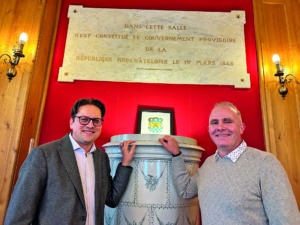 DANS CETTE SALLE
S'EST CONSTITUÉ LE GOUVERNEMENT PROVISOIRE
DE LA
RÉPUBLIQUE NEUCHÂTELOISE LE 1ER MARS 1848